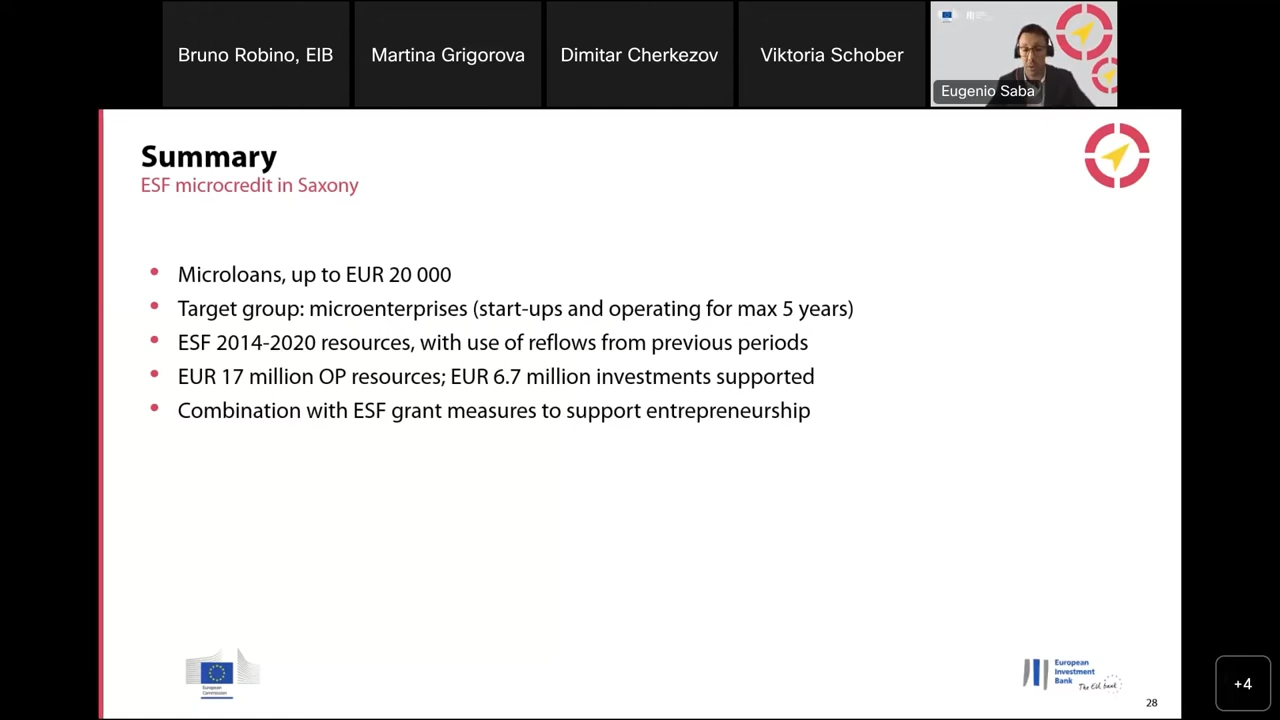 Bruno Robino, EIB
Martina Grigorova
Dimitar Cherkezov
Viktoria Schober
Eugenio Saba
Summary
ESF microcredit in Saxony
• Microloans, up to EUR 20 000
• Target group: microenterprises (start-ups and operating for max 5 years)
• ESF 2014-2020 resources, with use of reflows from previous periods
• EUR 17 million OP resources; EUR 6.7 million investments supported
• Combination with ESF grant measures to support entrepreneurship
European
Commission
European
Investment
Bank
The EU bank
28
+4